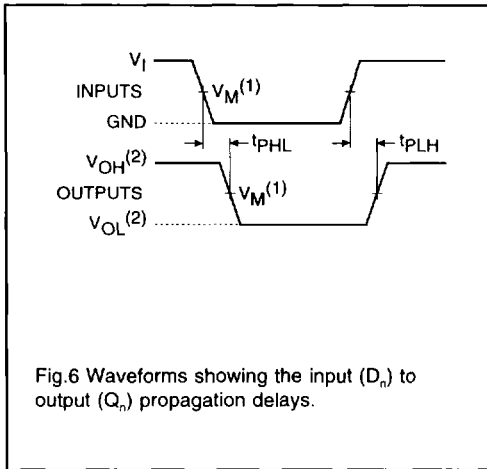 V_I
INPUTS
V_M(1)
GND
t_PHL
t_PLH
V_OH(2)
OUTPUTS
V_M(1)
V_OL(2)
Fig.6 Waveforms showing the input (D_n) to
output (Q_n) propagation delays.